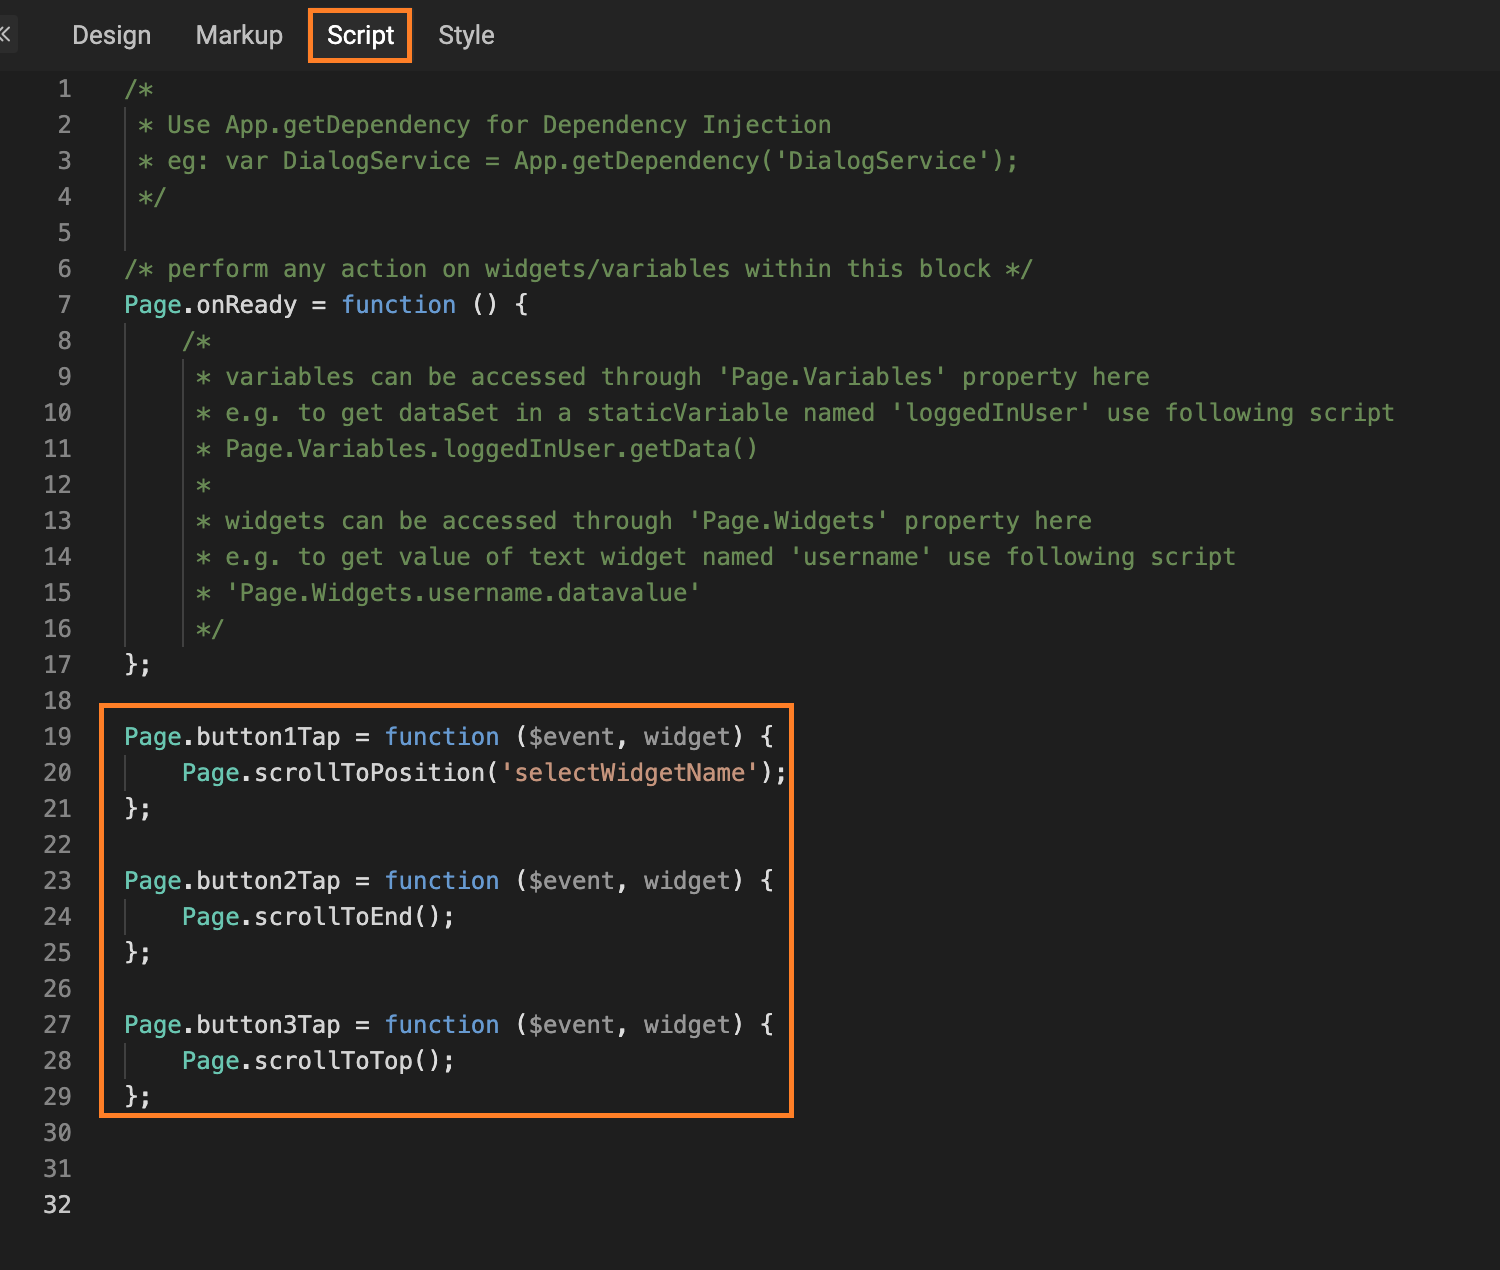 « Design Markup Script Style
1 /*
2 * Use App.getDependency for Dependency Injection
3 * eg: var DialogService = App.getDependency('DialogService');
4 */
5
6 /* perform any action on widgets/variables within this block */
7 Page.onReady = function () {
8 /*
9 * variables can be accessed through 'Page.Variables' property here
10 * e.g. to get dataSet in a staticVariable named 'loggedInUser' use following script
11 * Page.Variables.loggedInUser.getData()
12 *
13 * widgets can be accessed through 'Page.Widgets' property here
14 * e.g. to get value of text widget named 'username' use following script
15 * 'Page.Widgets.username.datavalue'
16 */
17 };
18
19 Page.button1Tap = function ($event, widget) {
20 Page.scrollToPosition('selectWidgetName');
21 };
22
23 Page.button2Tap = function ($event, widget) {
24 Page.scrollToEnd();
25 };
26
27 Page.button3Tap = function ($event, widget) {
28 Page.scrollToTop();
29 };
30
31
32